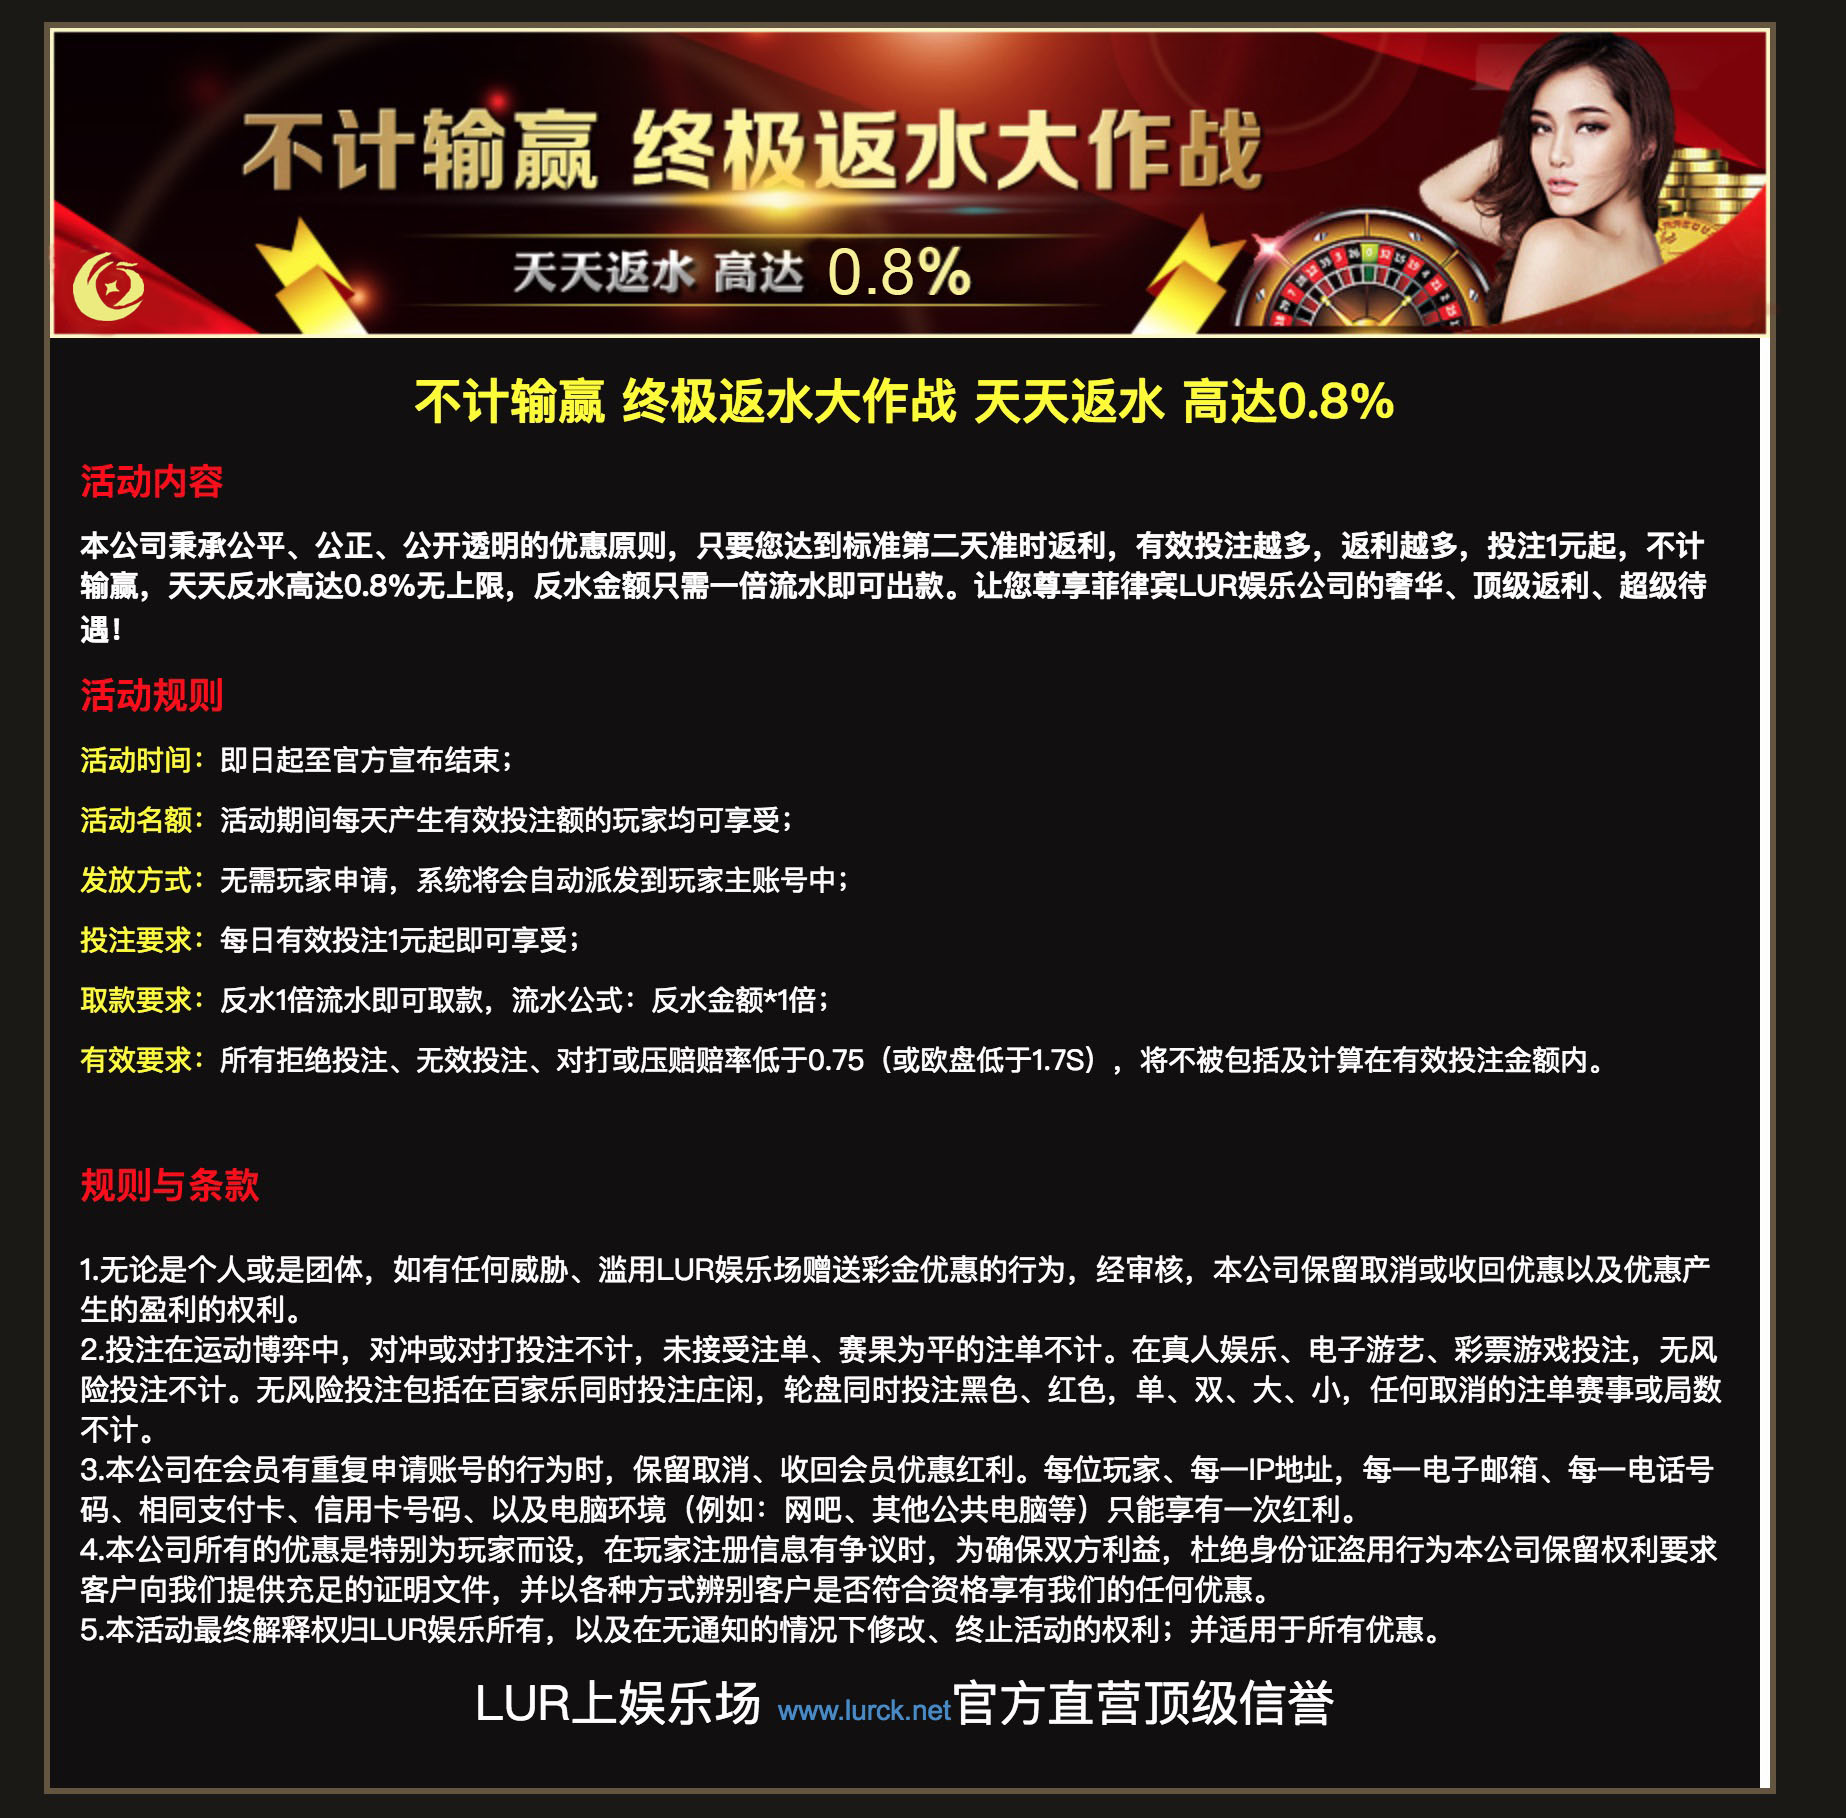 不计输赢 终极返水大作战
天天返水 高达 0.8%
不计输赢 终极返水大作战 天天返水 高达0.8%
活动内容
本公司秉承公平、公正、公开透明的优惠原则，只要您达到标准第二天准时返利，有效投注越多，返利越多，投注1元起，不计
输赢，天天反水高达0.8%无上限，反水金额只需一倍流水即可出款。让您尊享菲律宾LUR娱乐公司的奢华、顶级返利、超级待
遇！
活动规则
活动时间：即日起至官方宣布结束；
活动名额：活动期间每天产生有效投注额的玩家均可享受；
发放方式：无需玩家申请，系统将会自动派发到玩家主账号中；
投注要求：每日有效投注1元起即可享受；
取款要求：反水1倍流水即可取款，流水公式：反水金额*1倍；
有效要求：所有拒绝投注、无效投注、对打或压赔赔率低于0.75（或欧盘低于1.7S），将不被包括及计算在有效投注金额内。
规则与条款
1.无论是个人或是团体，如有任何威胁、滥用LUR娱乐场赠送彩金优惠的行为，经审核，本公司保留取消或收回优惠以及优惠产
生的盈利的权利。
2.投注在运动博弈中，对冲或对打投注不计，未接受注单、赛果为平的注单不计。在真人娱乐、电子游艺、彩票游戏投注，无风
险投注不计。无风险投注包括在百家乐同时投注庄闲，轮盘同时投注黑色、红色，单、双、大、小，任何取消的注单赛事或局数
不计。
3.本公司在会员有重复申请账号的行为时，保留取消、收回会员优惠红利。每位玩家、每一IP地址，每一电子邮箱、每一电话号
码、相同支付卡、信用卡号码、以及电脑环境（例如：网吧、其他公共电脑等）只能享有一次红利。
4.本公司所有的优惠是特别为玩家而设，在玩家注册信息有争议时，为确保双方利益，杜绝身份证盗用行为本公司保留权利要求
客户向我们提供充足的证明文件，并以各种方式辨别客户是否符合资格享有我们的任何优惠。
5.本活动最终解释权归LUR娱乐所有，以及在无通知的情况下修改、终止活动的权利；并适用于所有优惠。
LUR上娱乐场 www.lurck.net官方直营顶级信誉